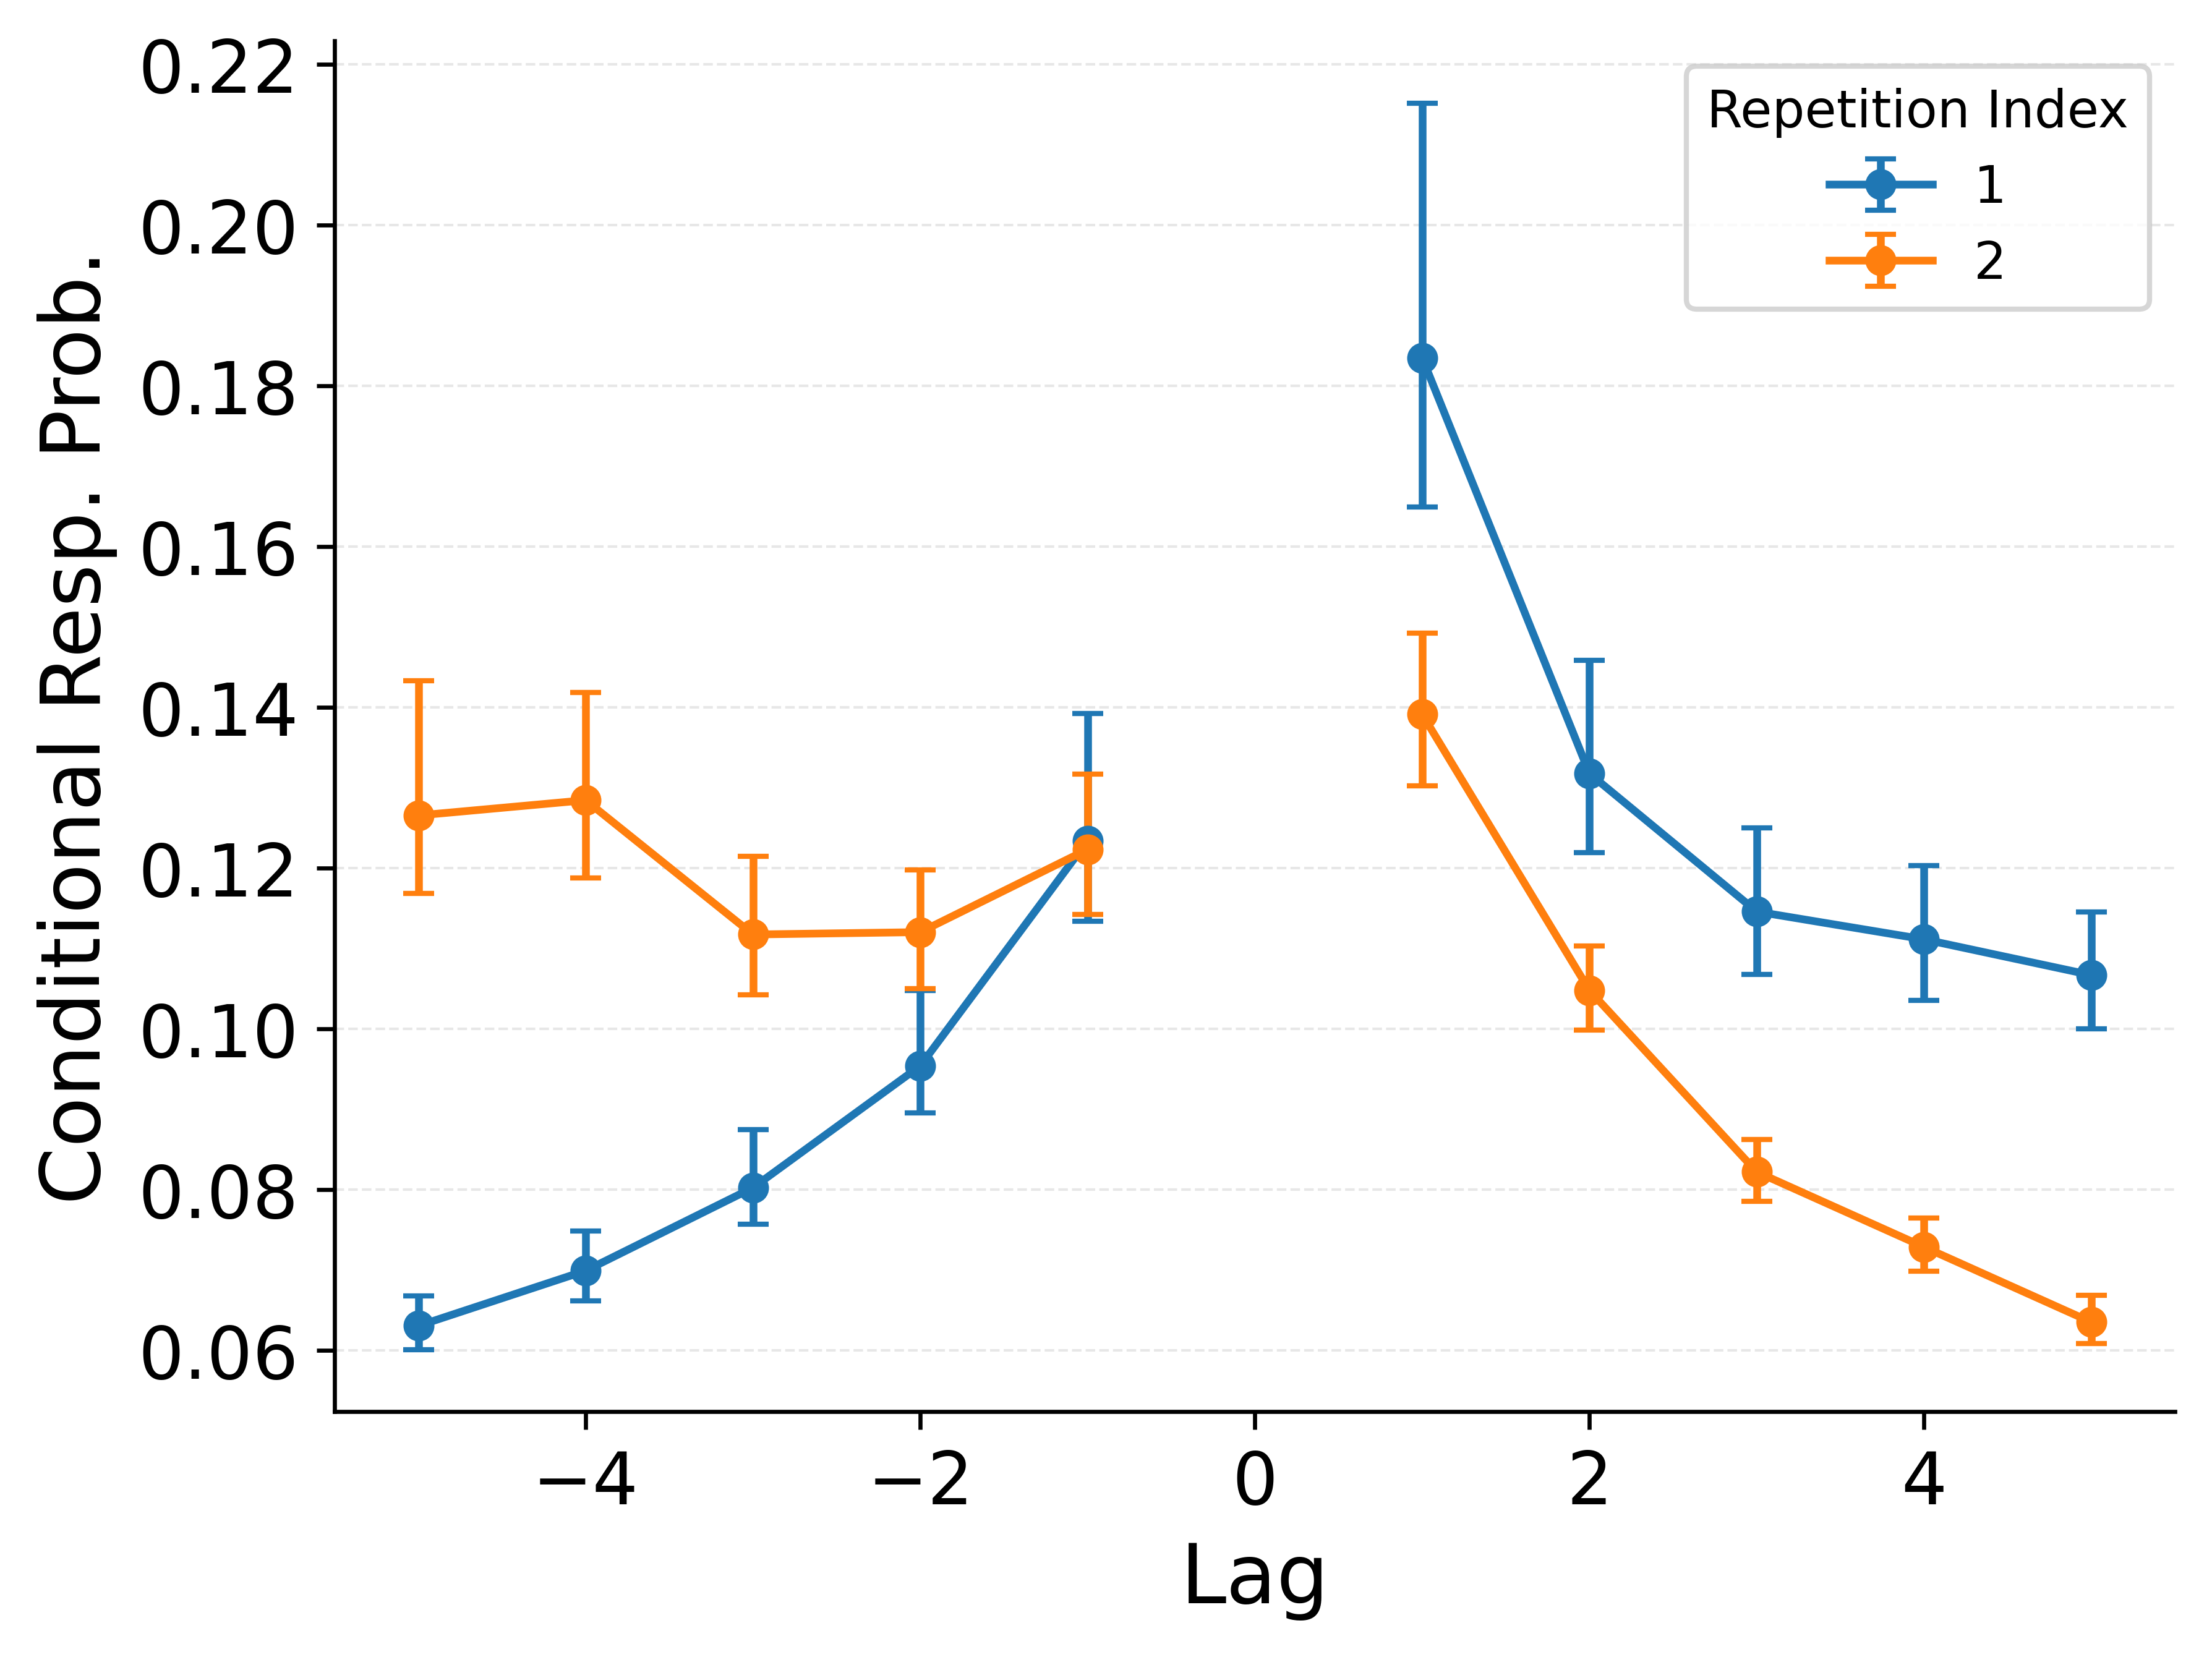 Repetition Index
1
2
Conditional Resp. Prob.
0.22
0.20
0.18
0.16
0.14
0.12
0.10
0.08
0.06
−4 −2 0 2 4
Lag